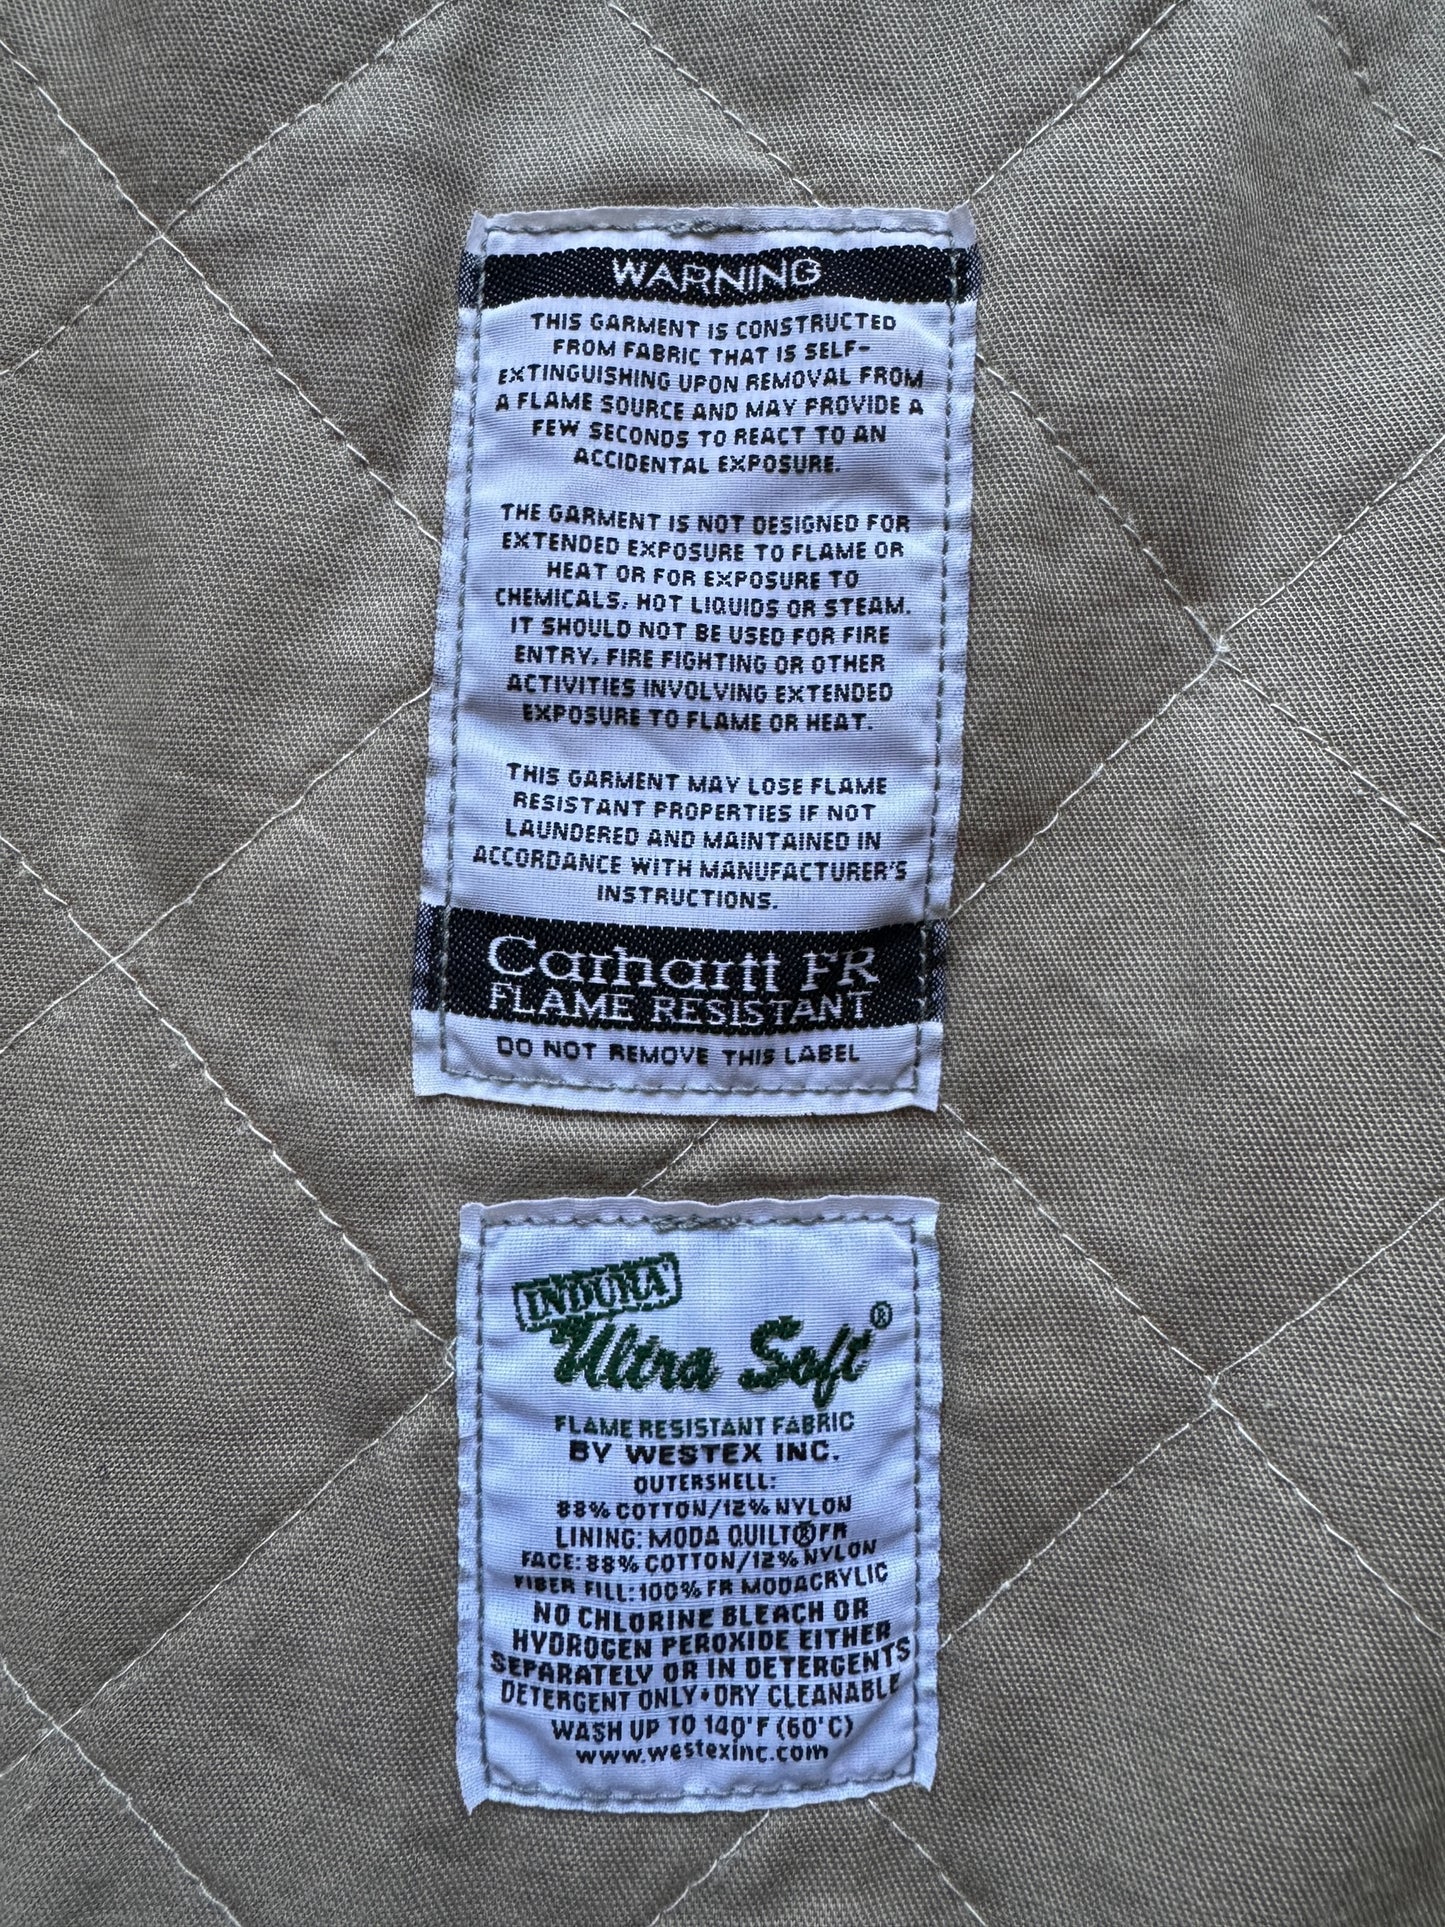 WARNING
THIS GARMENT IS CONSTRUCTED
FROM FABRIC THAT IS SELF-
EXTINGUISHING UPON REMOVAL FROM
A FLAME SOURCE AND MAY PROVIDE A
FEW SECONDS TO REACT TO AN
ACCIDENTAL EXPOSURE.
THE GARMENT IS NOT DESIGNED FOR
EXTENDED EXPOSURE TO FLAME OR
HEAT OR FOR EXPOSURE TO
CHEMICALS, HOT LIQUIDS OR STEAM.
IT SHOULD NOT BE USED FOR FIRE
ENTRY, FIRE FIGHTING OR OTHER
ACTIVITIES INVOLVING EXTENDED
EXPOSURE TO FLAME OR HEAT.
THIS GARMENT MAY LOSE FLAME
RESISTANT PROPERTIES IF NOT
LAUNDERED AND MAINTAINED IN
ACCORDANCE WITH MANUFACTURER'S
INSTRUCTIONS.
Carhartt FR
FLAME RESISTANT
DO NOT REMOVE THIS LABEL
INDURA
Ultra Soft®
FLAME RESISTANT FABRIC
BY WESTEX INC.
OUTERSHELL:
88% COTTON/12% NYLON
LINING: MODA QUILT® FR
FACE: 88% COTTON/12% NYLON
FIBER FILL: 100% FR MODACRYLIC
NO CHLORINE BLEACH OR
HYDROGEN PEROXIDE EITHER
SEPARATELY OR IN DETERGENTS
DETERGENT ONLY•DRY CLEANABLE
WASH UP TO 140°F (60°C)
www.westexinc.com